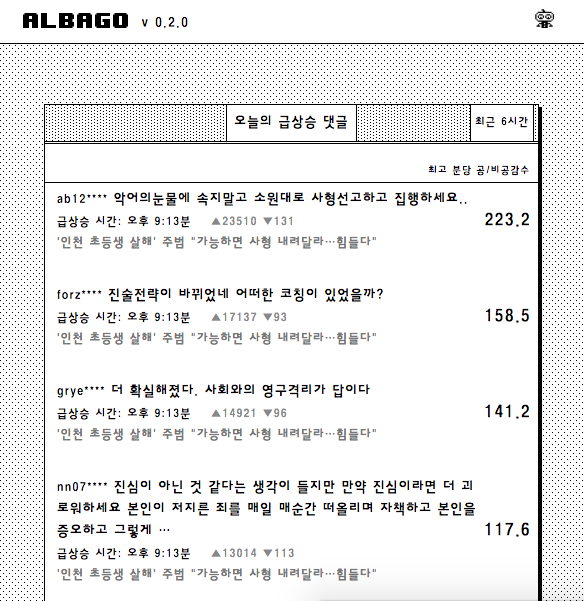 ALBAGO v 0.2.0
오늘의 급상승 댓글
최근 6시간
최고 분당 공/비공감수
ab12**** 악어의눈물에 속지말고 소원대로 사형선고하고 집행하세요..
급상승 시간: 오후 9:13분 ▲23510 ▼131
223.2
'인천 초등생 살해' 주범 "가능하면 사형 내려달라…힘들다"
forz**** 진술전략이 바뀌었네 어떠한 코칭이 있었을까?
급상승 시간: 오후 9:13분 ▲17137 ▼93
158.5
'인천 초등생 살해' 주범 "가능하면 사형 내려달라…힘들다"
grye**** 더 확실해졌다. 사회와의 영구격리가 답이다
급상승 시간: 오후 9:13분 ▲14921 ▼96
141.2
'인천 초등생 살해' 주범 "가능하면 사형 내려달라…힘들다"
nn07**** 진심이 아닌 것 같다는 생각이 들지만 만약 진심이라면 더 괴
로워하세요 본인이 저지른 죄를 매일 매순간 떠올리며 자책하고 본인을
증오하고 그렇게 …
117.6
급상승 시간: 오후 9:13분 ▲13014 ▼113
'인천 초등생 살해' 주범 "가능하면 사형 내려달라…힘들다"